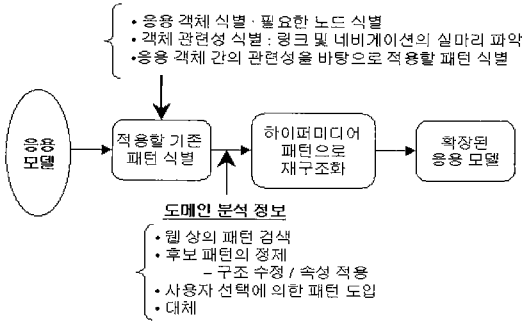 • 응용 객체 식별 · 필요한 노드 식별
• 객체 관련성 식별 : 링크 및 네비게이션의 실마리 파악
•응용 객체 간의 관련성을 바탕으로 적용할 패턴 식별
응용
모델
적용할 기존
패턴 식별
하이퍼미디어
패턴으로
재구조화
확장된
응용 모델
도메인 분석 정보
• 웹 상의 패턴 검색
• 후보 패턴의 정제
– 구조 수정 / 속성 적용
• 사용자 선택에 의한 패턴 도입
• 대체